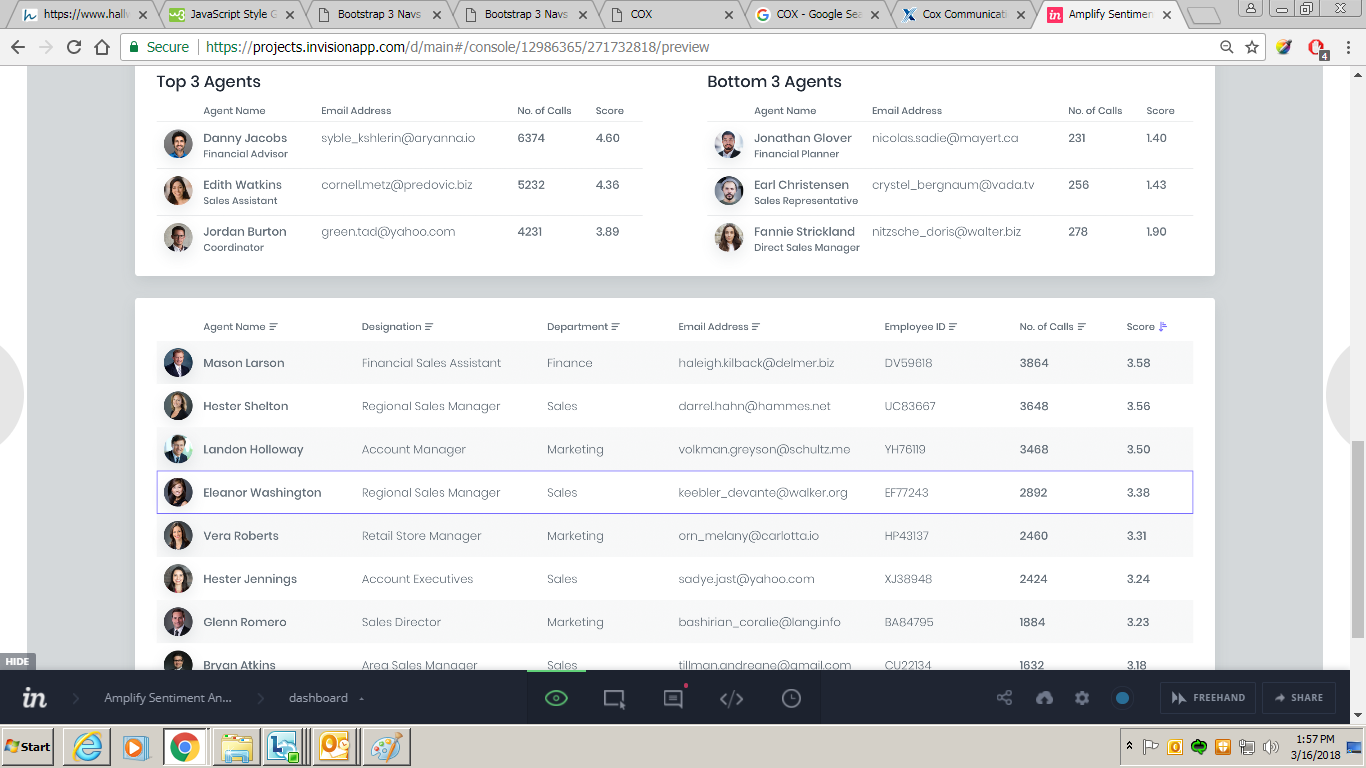 https://www.hallw
JavaScript Style G
Bootstrap 3 Navs
Bootstrap 3 Navs
COX
COX - Google Sea
Cox Communicati
Amplify Sentimen
Secure https://projects.invisionapp.com/d/main#/console/12986365/271732818/preview
4
Top 3 Agents
Agent Name Email Address No. of Calls Score
Danny Jacobs syble_kshlerin@aryanna.io 6374 4.60
Financial Advisor
Edith Watkins cornell.metz@predovic.biz 5232 4.36
Sales Assistant
Jordan Burton green.tad@yahoo.com 4231 3.89
Coordinator
Bottom 3 Agents
Agent Name Email Address No. of Calls Score
Jonathan Glover nicolas.sadie@mayert.ca 231 1.40
Financial Planner
Earl Christensen crystel_bergnaum@vada.tv 256 1.43
Sales Representative
Fannie Strickland nitzsche_doris@walter.biz 278 1.90
Direct Sales Manager
Agent Name Designation Department Email Address Employee ID No. of Calls Score
Mason Larson Financial Sales Assistant Finance haleigh.kilback@delmer.biz DV59618 3864 3.58
Hester Shelton Regional Sales Manager Sales darrel.hahn@hammes.net UC83667 3648 3.56
Landon Holloway Account Manager Marketing volkman.greyson@schultz.me YH76119 3468 3.50
Eleanor Washington Regional Sales Manager Sales keebler_devante@walker.org EF77243 2892 3.38
Vera Roberts Retail Store Manager Marketing orn_melany@carlotta.io HP43137 2460 3.31
Hester Jennings Account Executives Sales sadye.jast@yahoo.com XJ38948 2424 3.24
Glenn Romero Sales Director Marketing bashirian_coralie@lang.info BA84795 1884 3.23
Bryan Atkins Area Sales Manager Sales tillman.andreane@gmail.com CU22134 1632 3.18
HIDE
in Amplify Sentiment An... dashboard FREEHAND SHARE
Start
1:57 PM
3/16/2018